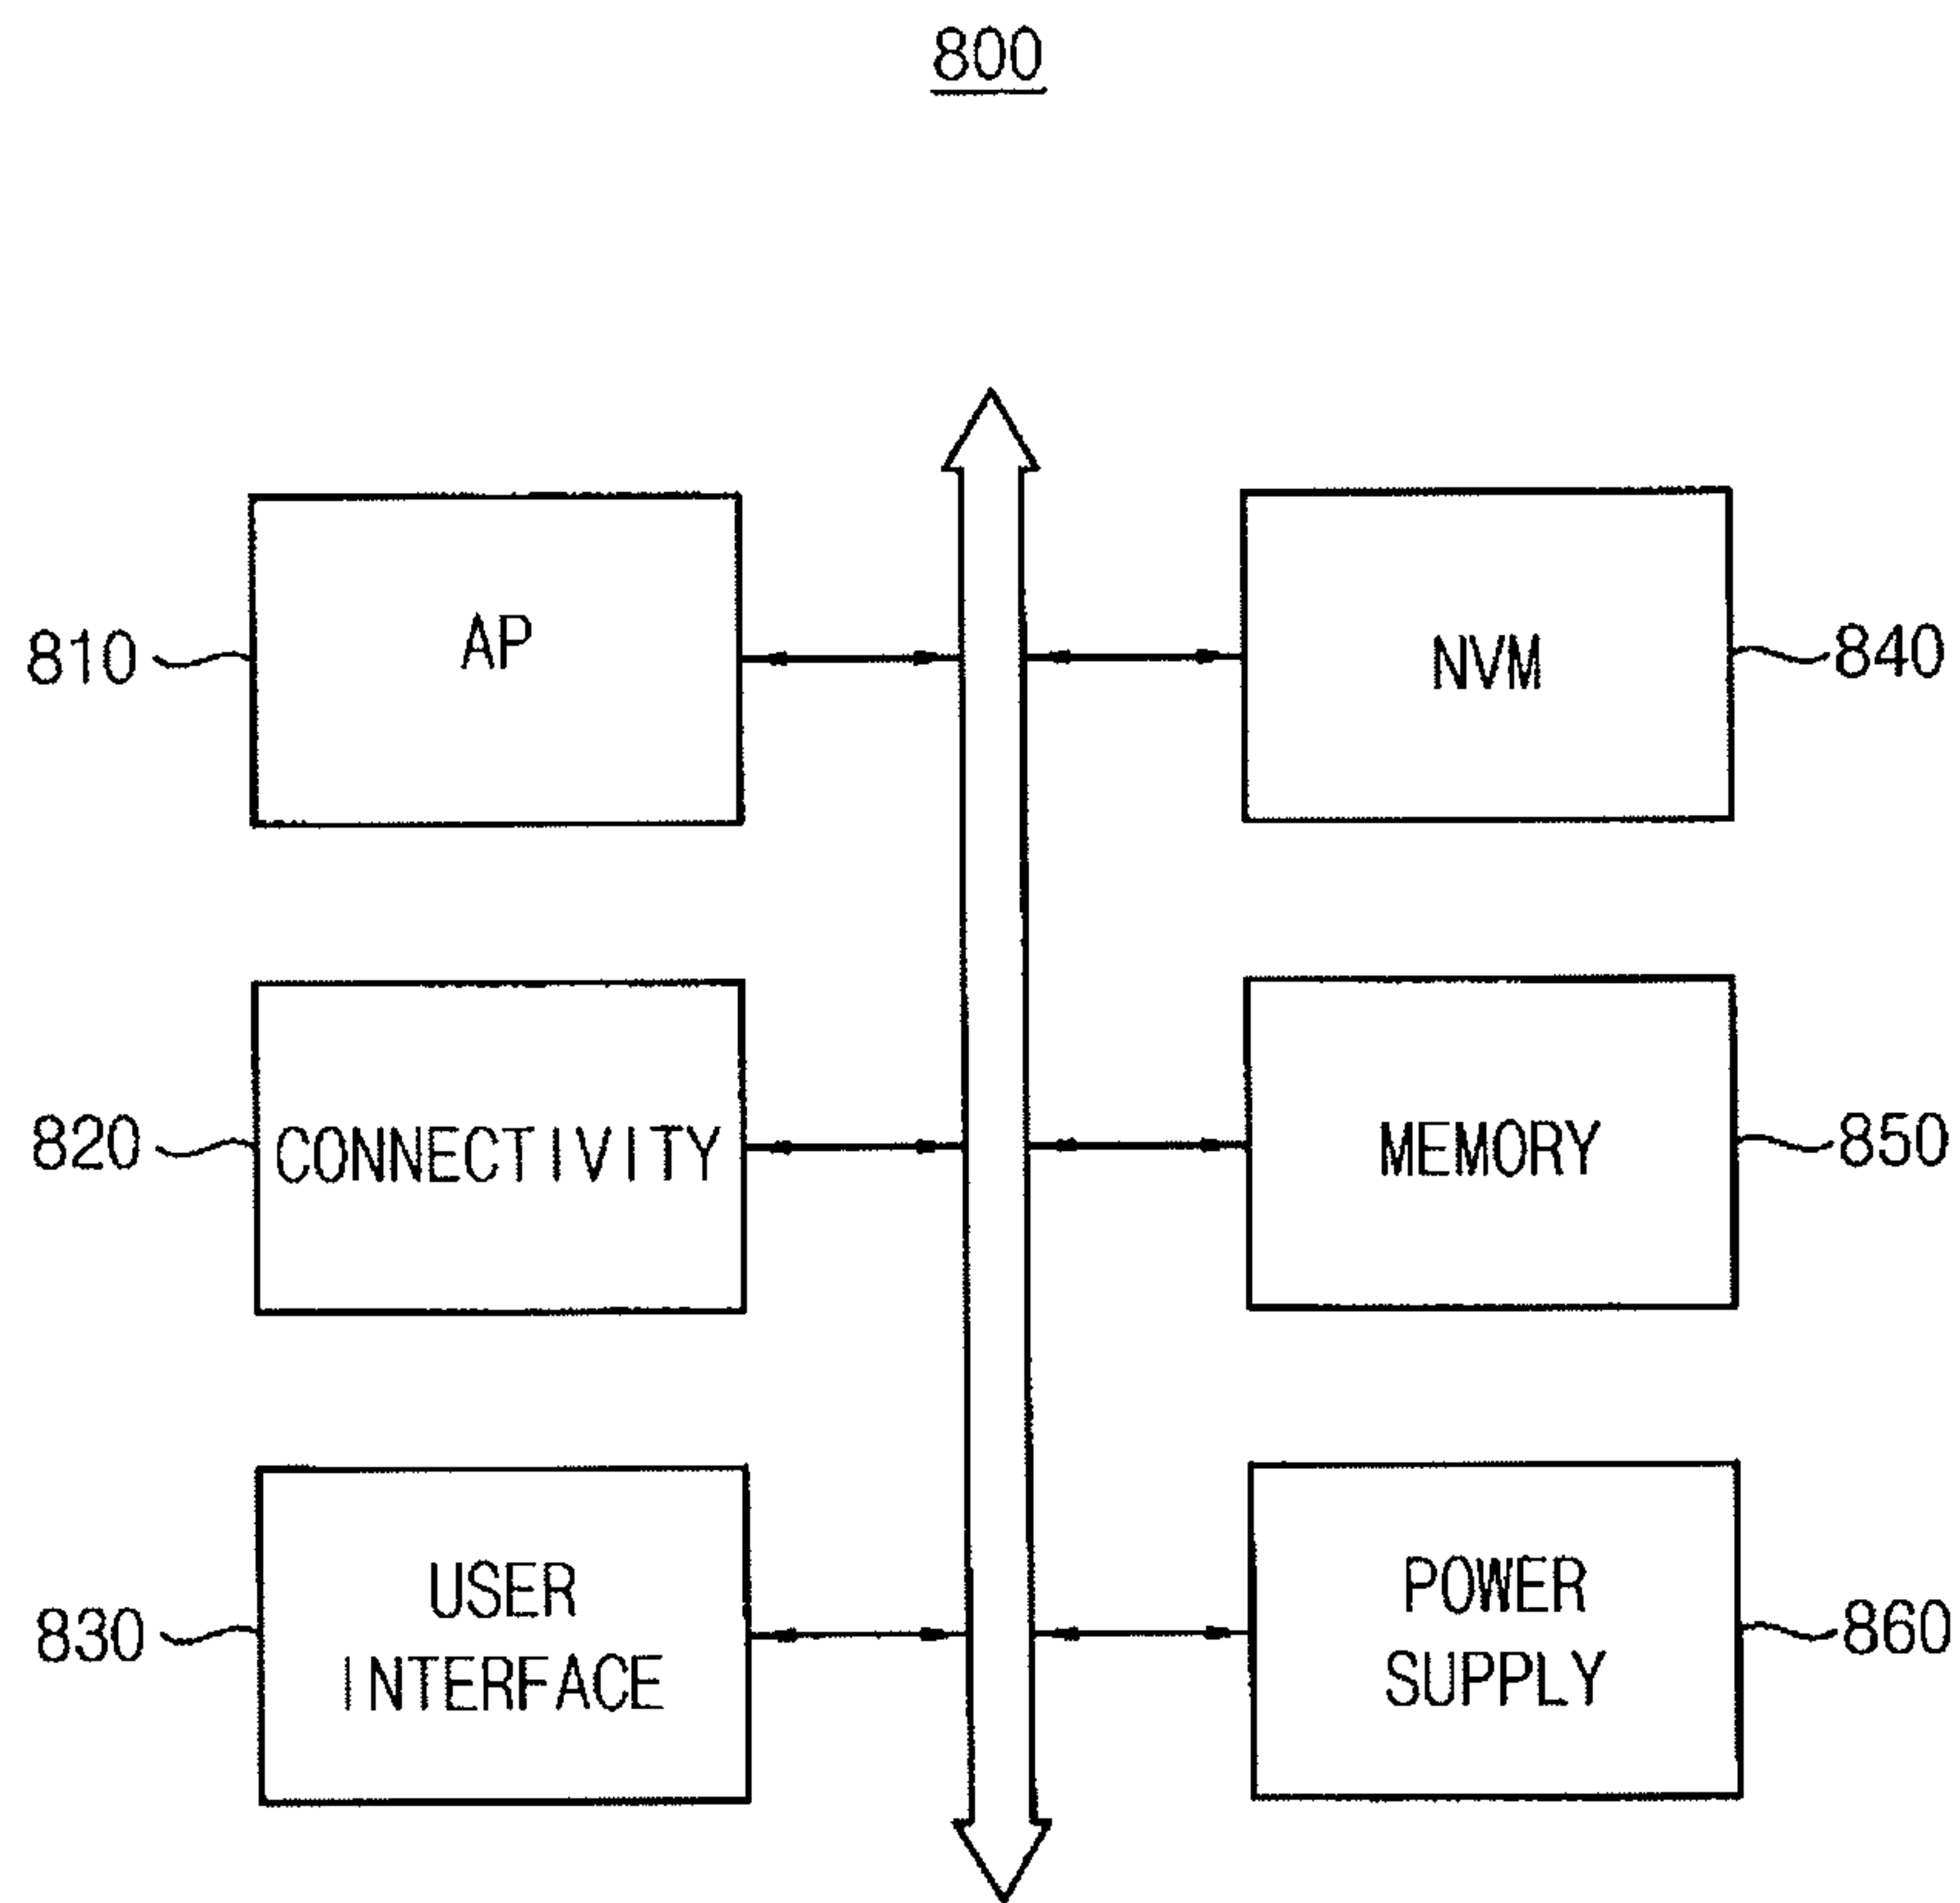 800
810
AP
NVM
840
820
CONNECTIVITY
MEMORY
850
830
USER
INTERFACE
POWER
SUPPLY
860